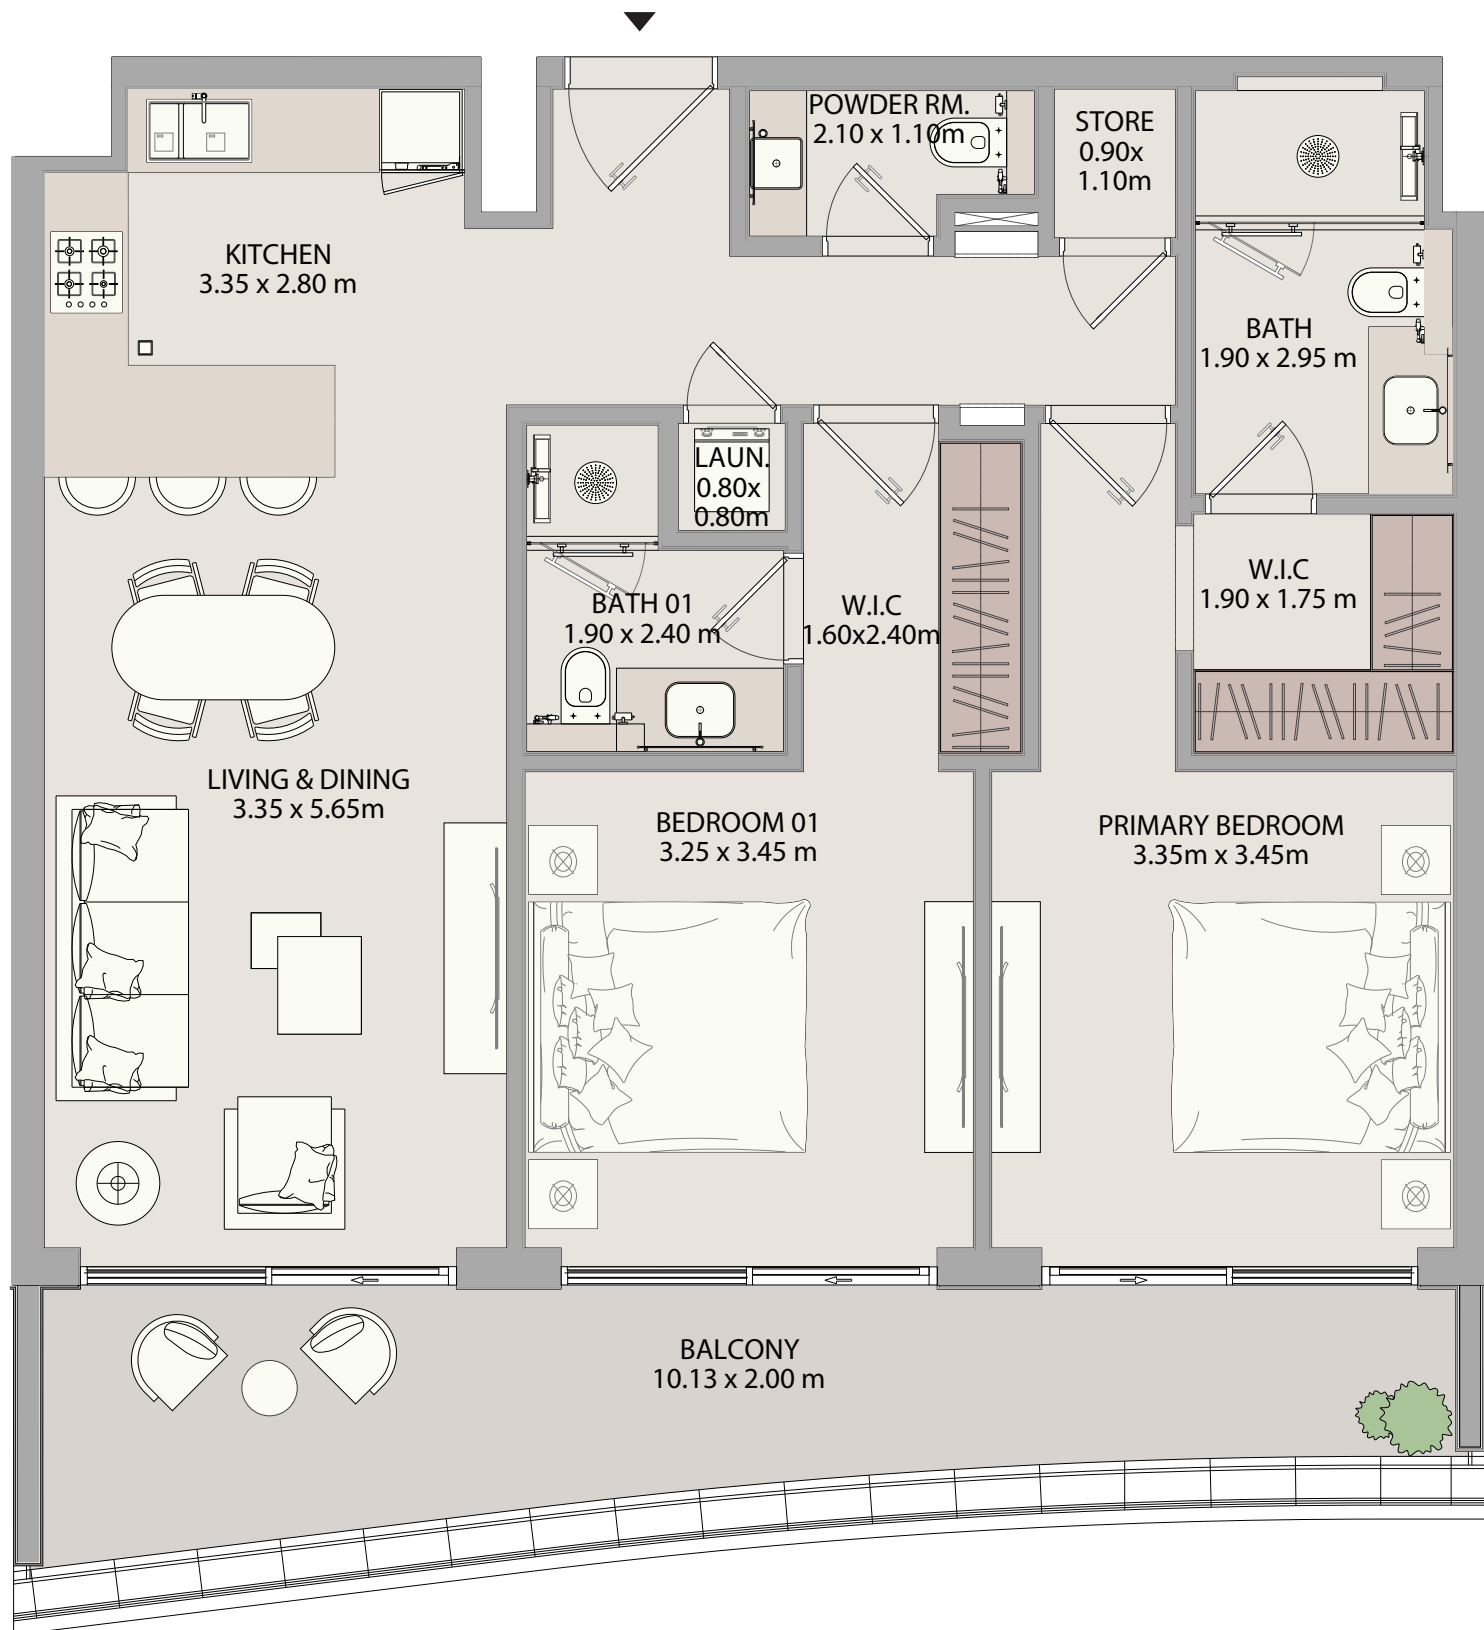 POWDER RM.
2.10 x 1.10m
STORE
0.90x
1.10m
KITCHEN
3.35 x 2.80 m
BATH
1.90 x 2.95 m
LAUN.
0.80x
0.80m
W.I.C
1.90 x 1.75 m
BATH 01
1.90 x 2.40 m
W.I.C
1.60x2.40m
LIVING & DINING
3.35 x 5.65m
BEDROOM 01
3.25 x 3.45 m
PRIMARY BEDROOM
3.35m x 3.45m
BALCONY
10.13 x 2.00 m